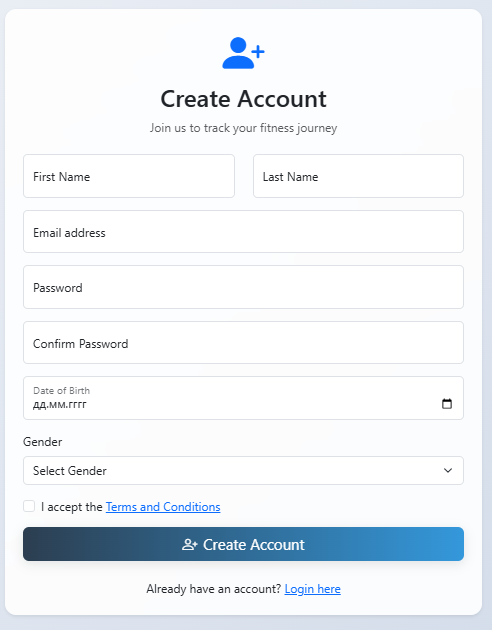 Create Account
Join us to track your fitness journey
First Name
Last Name
Email address
Password
Confirm Password
Date of Birth
дд.мм.гггг
Gender
Select Gender
I accept the Terms and Conditions
Create Account
Already have an account? Login here